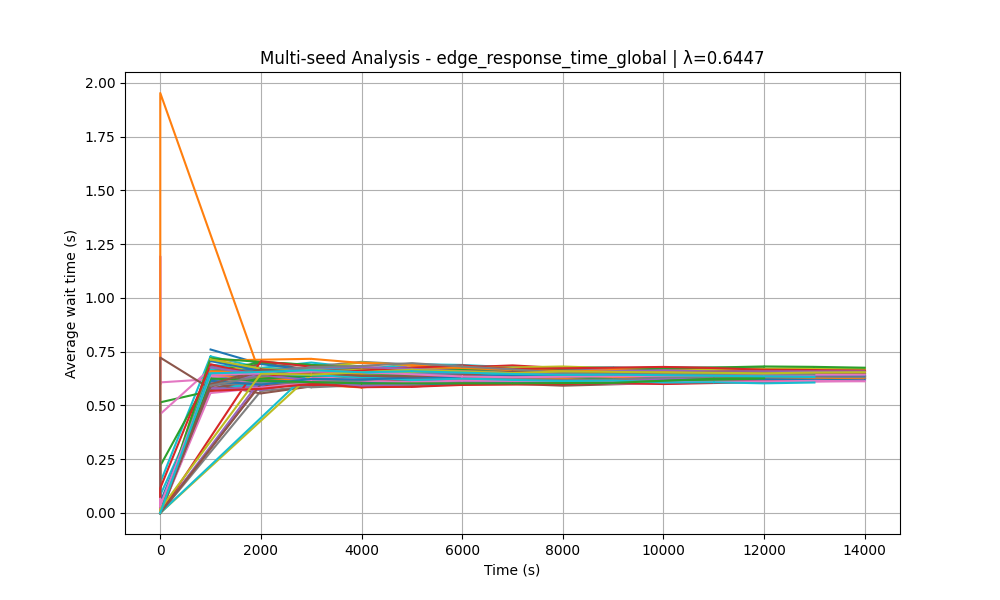 Multi-seed Analysis - edge_response_time_global | λ=0.6447
2.00
1.75
1.50
1.25
1.00
0.75
0.50
0.25
0.00
Average wait time (s)
0 2000 4000 6000 8000 10000 12000 14000
Time (s)